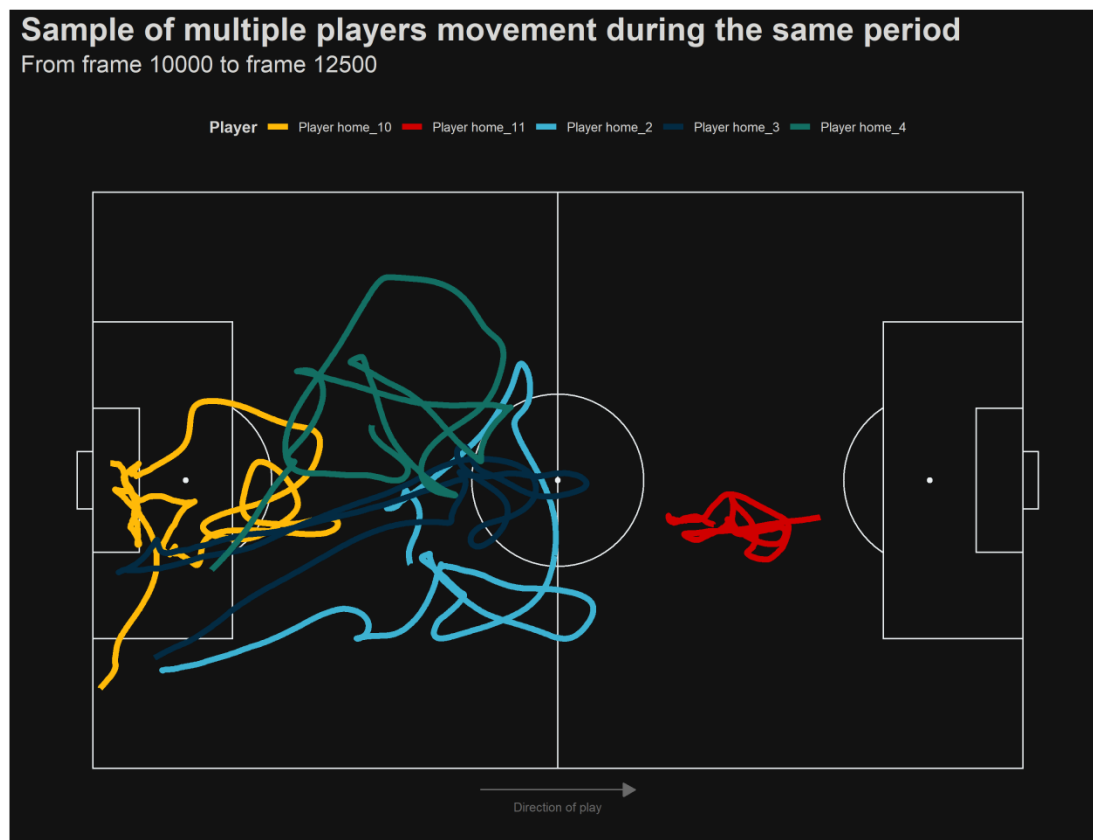 Sample of multiple players movement during the same period
From frame 10000 to frame 12500
Player Player home_10 Player home_11 Player home_2 Player home_3 Player home_4
Direction of play